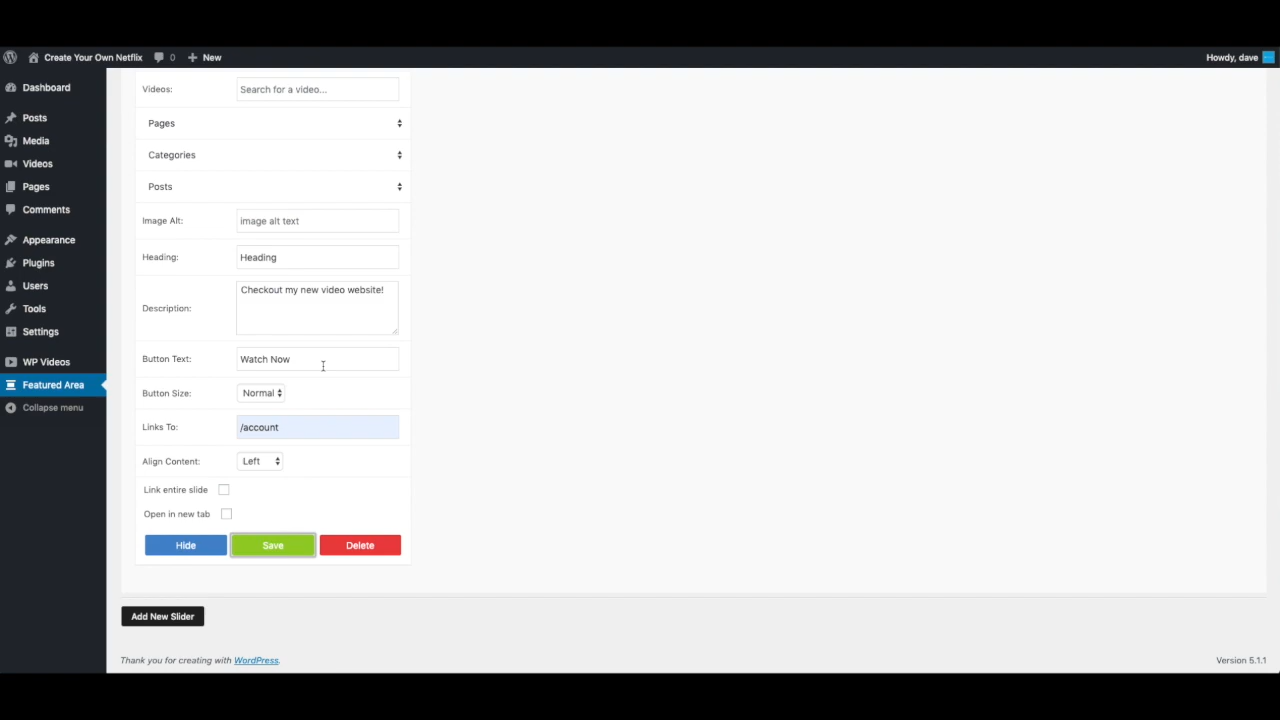 Create Your Own Netflix 0 New Howdy, dave
Dashboard
Posts
Media
Videos
Pages
Comments
Appearance
Plugins
Users
Tools
Settings
WP Videos
Featured Area
Collapse menu
Videos: Search for a video...
Pages
Categories
Posts
Image Alt: image alt text
Heading: Heading
Description: Checkout my new video website!
Button Text: Watch Now
Button Size: Normal
Links To: /account
Align Content: Left
Link entire slide
Open in new tab
Hide Save Delete
Add New Slider
Thank you for creating with WordPress. Version 5.1.1